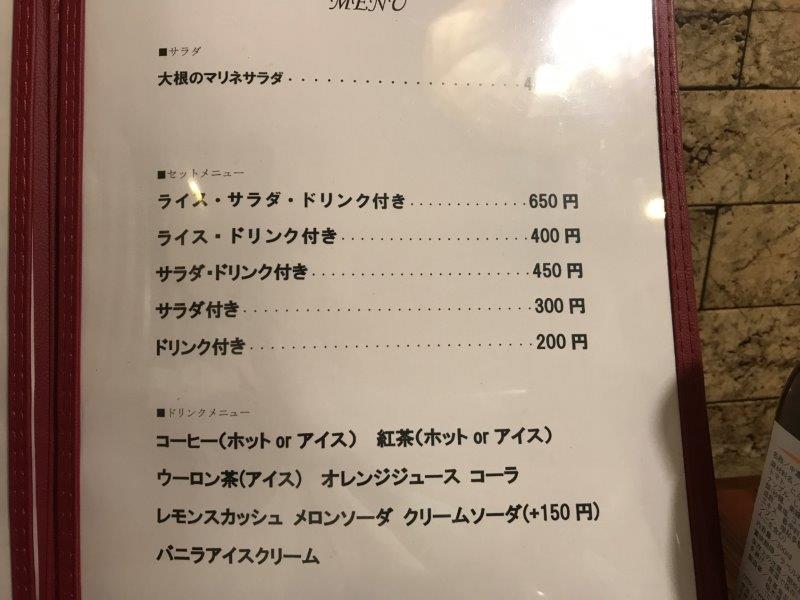 MENU
■サラダ
大根のマリネサラダ
■セットメニュー
ライス・サラダ・ドリンク付き・・・・・・・・・・・・・650円
ライス・ドリンク付き・・・・・・・・・・・・・・・・・・・・400円
サラダ・ドリンク付き・・・・・・・・・・・・・・・・・・・・・・・450円
サラダ付き・・・・・・・・・・・・・・・・・・・・・・・・・・・・・・300円
ドリンク付き・・・・・・・・・・・・・・・・・・・・・・・・・・・・・200円
■ドリンクメニュー
コーヒー(ホット or アイス) 紅茶(ホット or アイス)
ウーロン茶(アイス) オレンジジュース コーラ
レモンスカッシュ メロンソーダ クリームソーダ(+150円)
バニラアイスクリーム